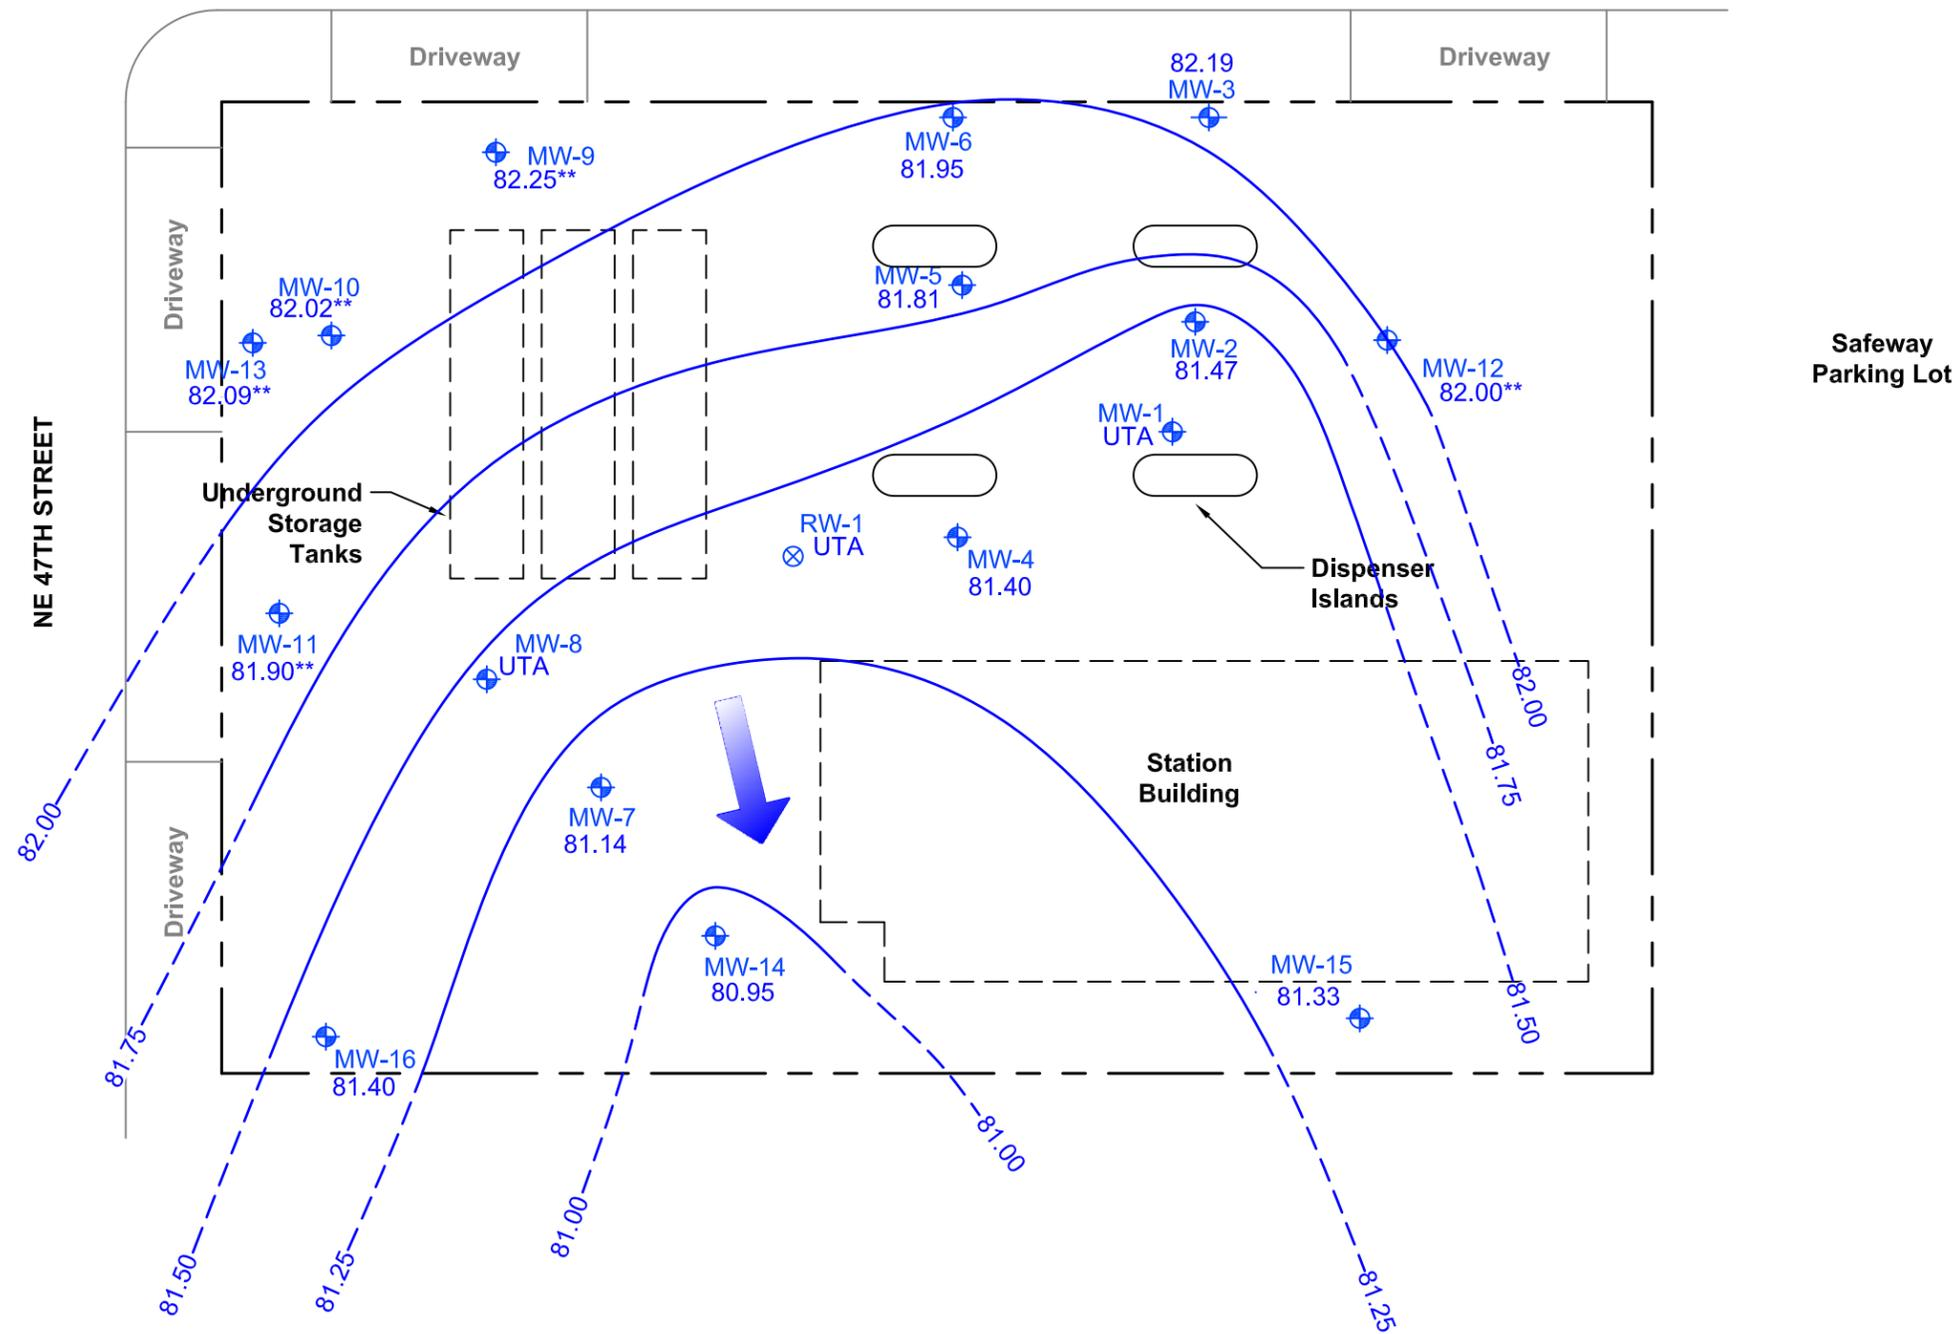 Driveway
Driveway
82.19
MW-3
MW-6
81.95
MW-9
82.25**
Driveway
MW-10
82.02**
MW-5
81.81
MW-13
82.09**
MW-2
81.47
MW-12
82.00**
Safeway
Parking Lot
MW-1
UTA
NE 47TH STREET
Underground
Storage
Tanks
RW-1
UTA
MW-4
81.40
Dispenser
Islands
MW-11
81.90**
MW-8
UTA
82.00
81.75
Station
Building
82.00
MW-7
81.14
Driveway
MW-14
80.95
MW-15
81.33
81.50
81.75
MW-16
81.40
81.00
81.00
81.50
81.25
81.25